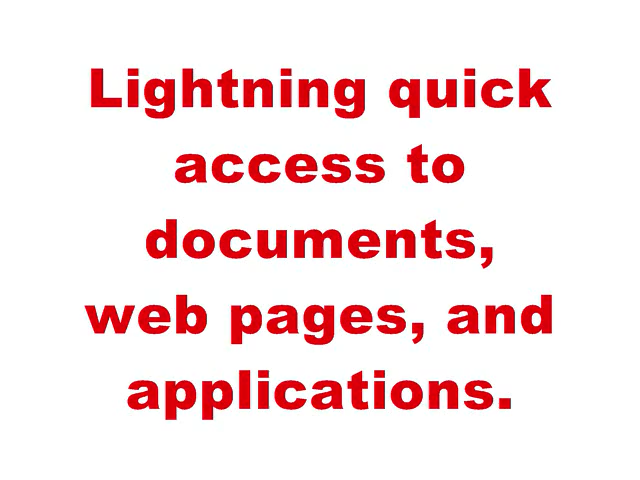 Lightning quick
access to
documents,
web pages, and
applications.